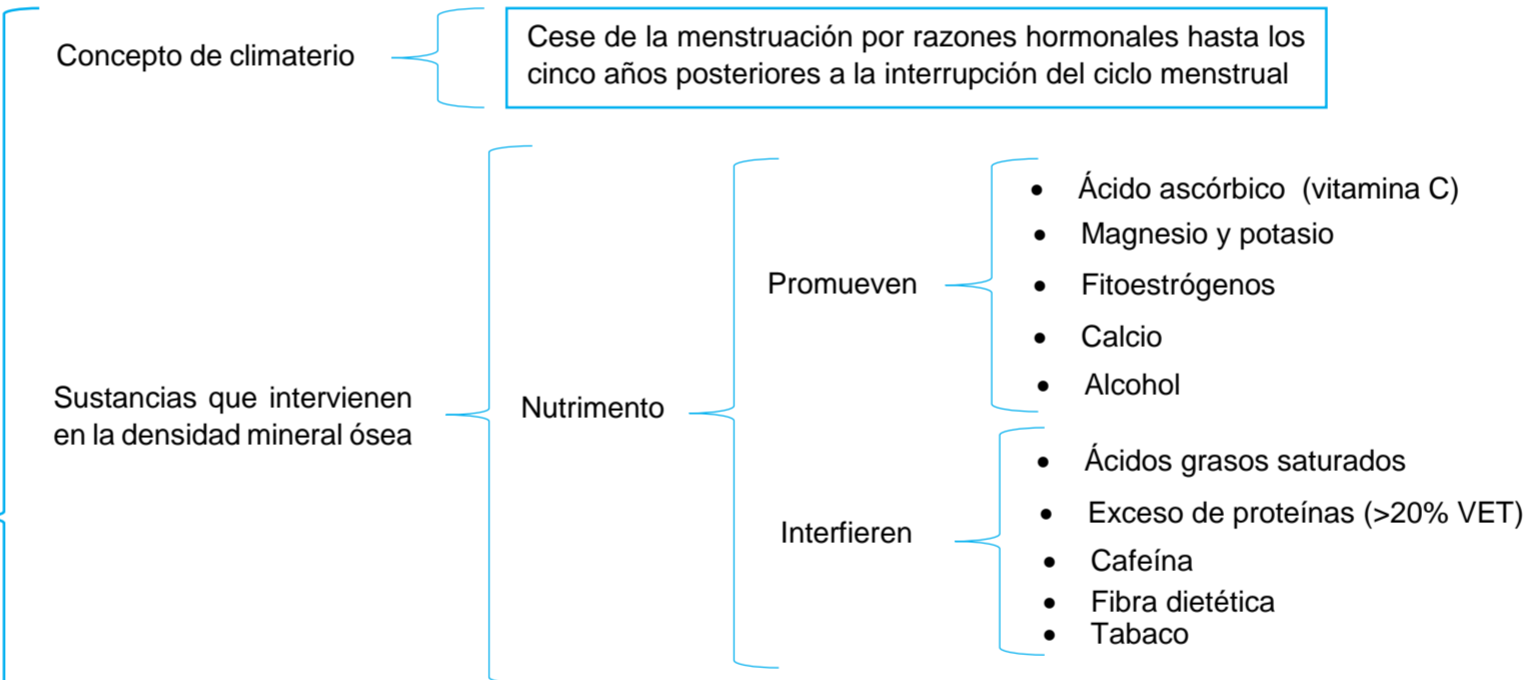 Concepto de climaterio
Cese de la menstruación por razones hormonales hasta los
cinco años posteriores a la interrupción del ciclo menstrual
Sustancias que intervienen
en la densidad mineral ósea
Nutrimento
Promueven
• Ácido ascórbico (vitamina C)
• Magnesio y potasio
• Fitoestrógenos
• Calcio
• Alcohol
Interfieren
• Ácidos grasos saturados
• Exceso de proteínas (>20% VET)
• Cafeína
• Fibra dietética
• Tabaco